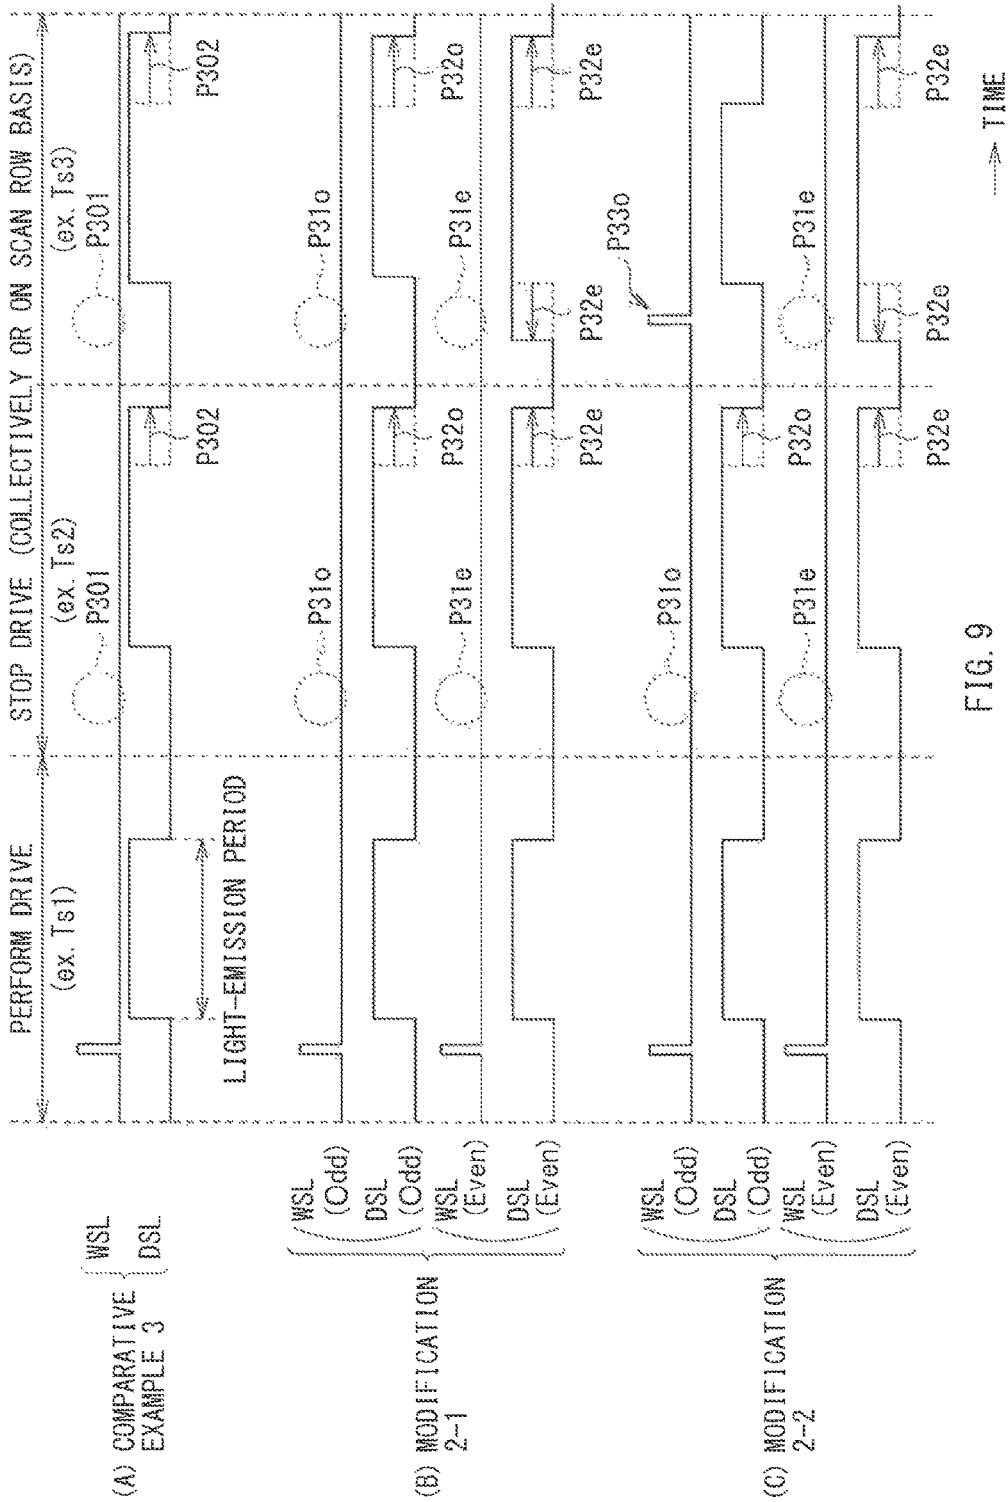 PERFORM DRIVE
(ex. Ts1)
STOP DRIVE (COLLECTIVELY OR ON SCAN ROW BASIS)
(ex. Ts2)
(ex. Ts3)
(A) COMPARATIVE
EXAMPLE 3
WSL
DSL
P301
P301
P302
P302
LIGHT-EMISSION PERIOD
(B) MODIFICATION
2-1
WSL
(Odd)
P31o
P31o
DSL
(Odd)
P32o
P32o
WSL
(Even)
P31e
P31e
DSL
(Even)
P32e
P32e
P32e
(C) MODIFICATION
2-2
WSL
(Odd)
P31o
P33o
DSL
(Odd)
P32o
WSL
(Even)
P31e
P31e
DSL
(Even)
P32e
P32e
P32e
TIME
FIG. 9